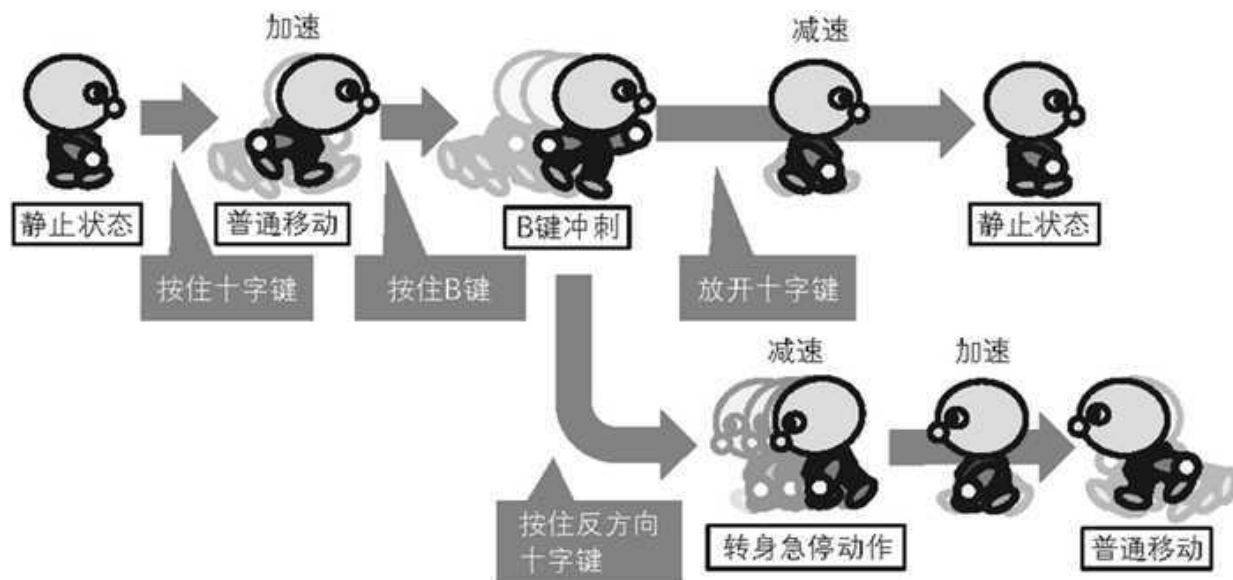 加速
减速
静止状态
普通移动
B键冲刺
静止状态
按住十字键
按住B键
放开十字键
减速
加速
按住反方向
十字键
转身急停动作
普通移动